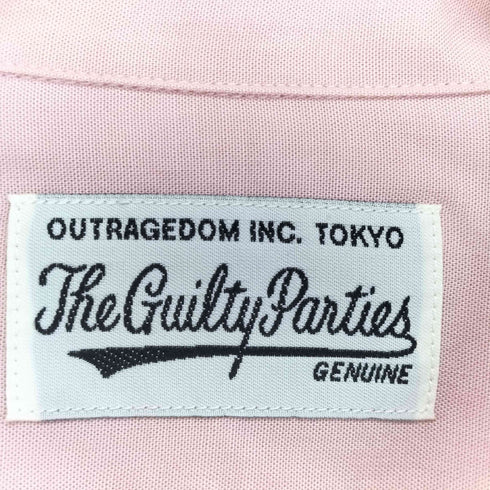 OUTRAGEDOM INC. TOKYO
The Guilty Parties
GENUINE